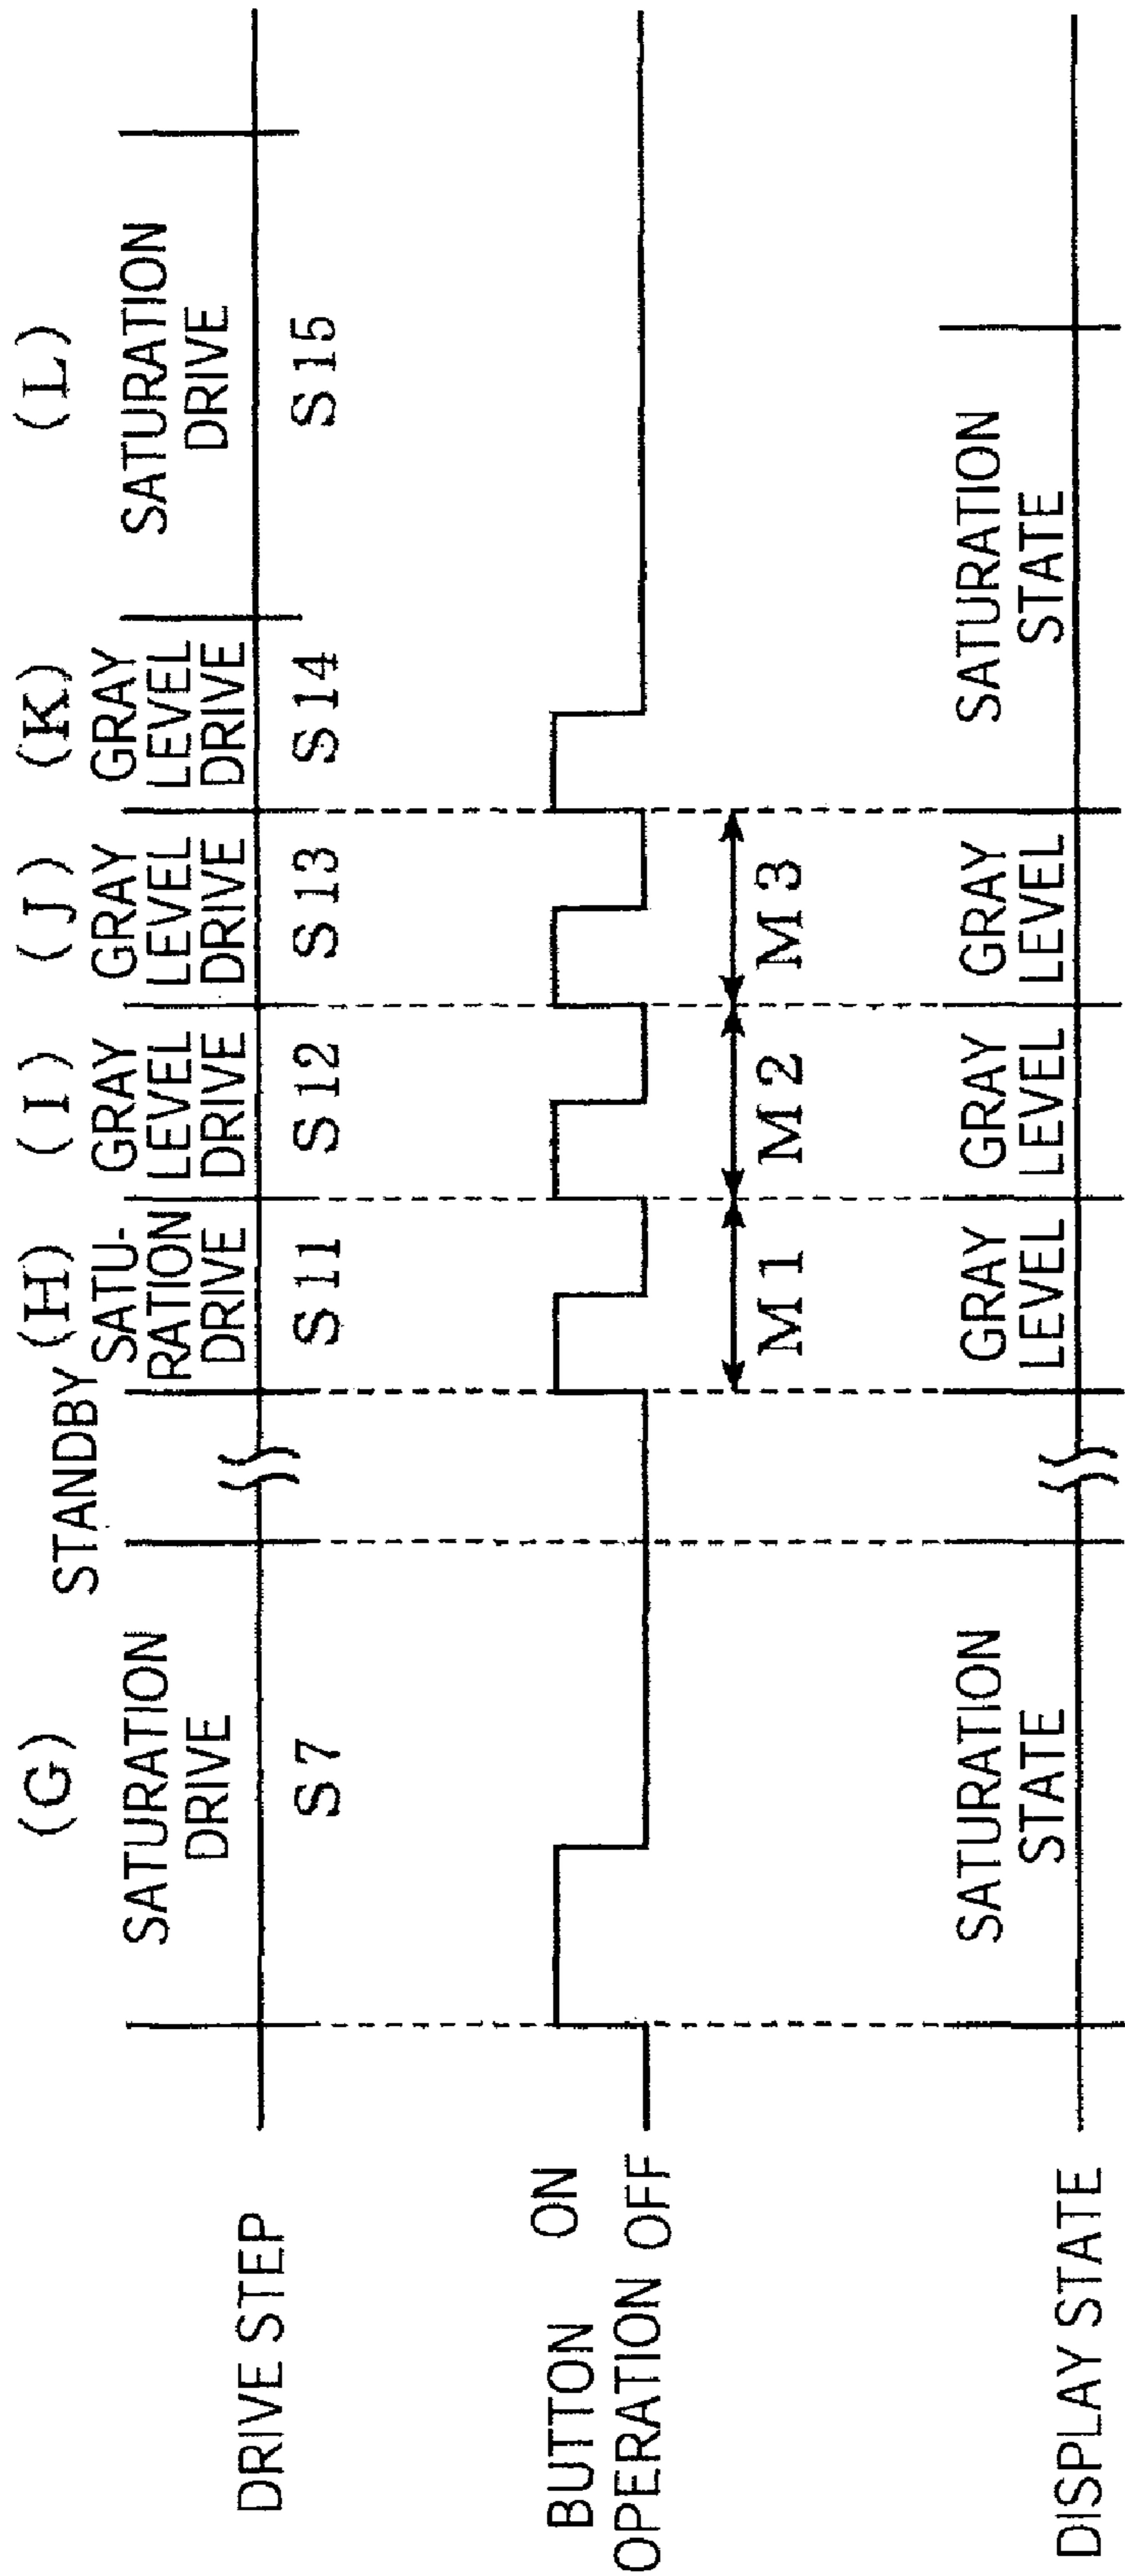 (G)
STANDBY
(H)
(I)
(J)
(K)
(L)
DRIVE STEP
SATURATION
DRIVE
S7
SATU-
RATION
DRIVE
S11
GRAY
LEVEL
DRIVE
S12
GRAY
LEVEL
DRIVE
S13
GRAY
LEVEL
DRIVE
S14
SATURATION
DRIVE
S15
BUTTON ON
OPERATION OFF
M1
M2
M3
DISPLAY STATE
SATURATION
STATE
GRAY
LEVEL
GRAY
LEVEL
GRAY
LEVEL
SATURATION
STATE